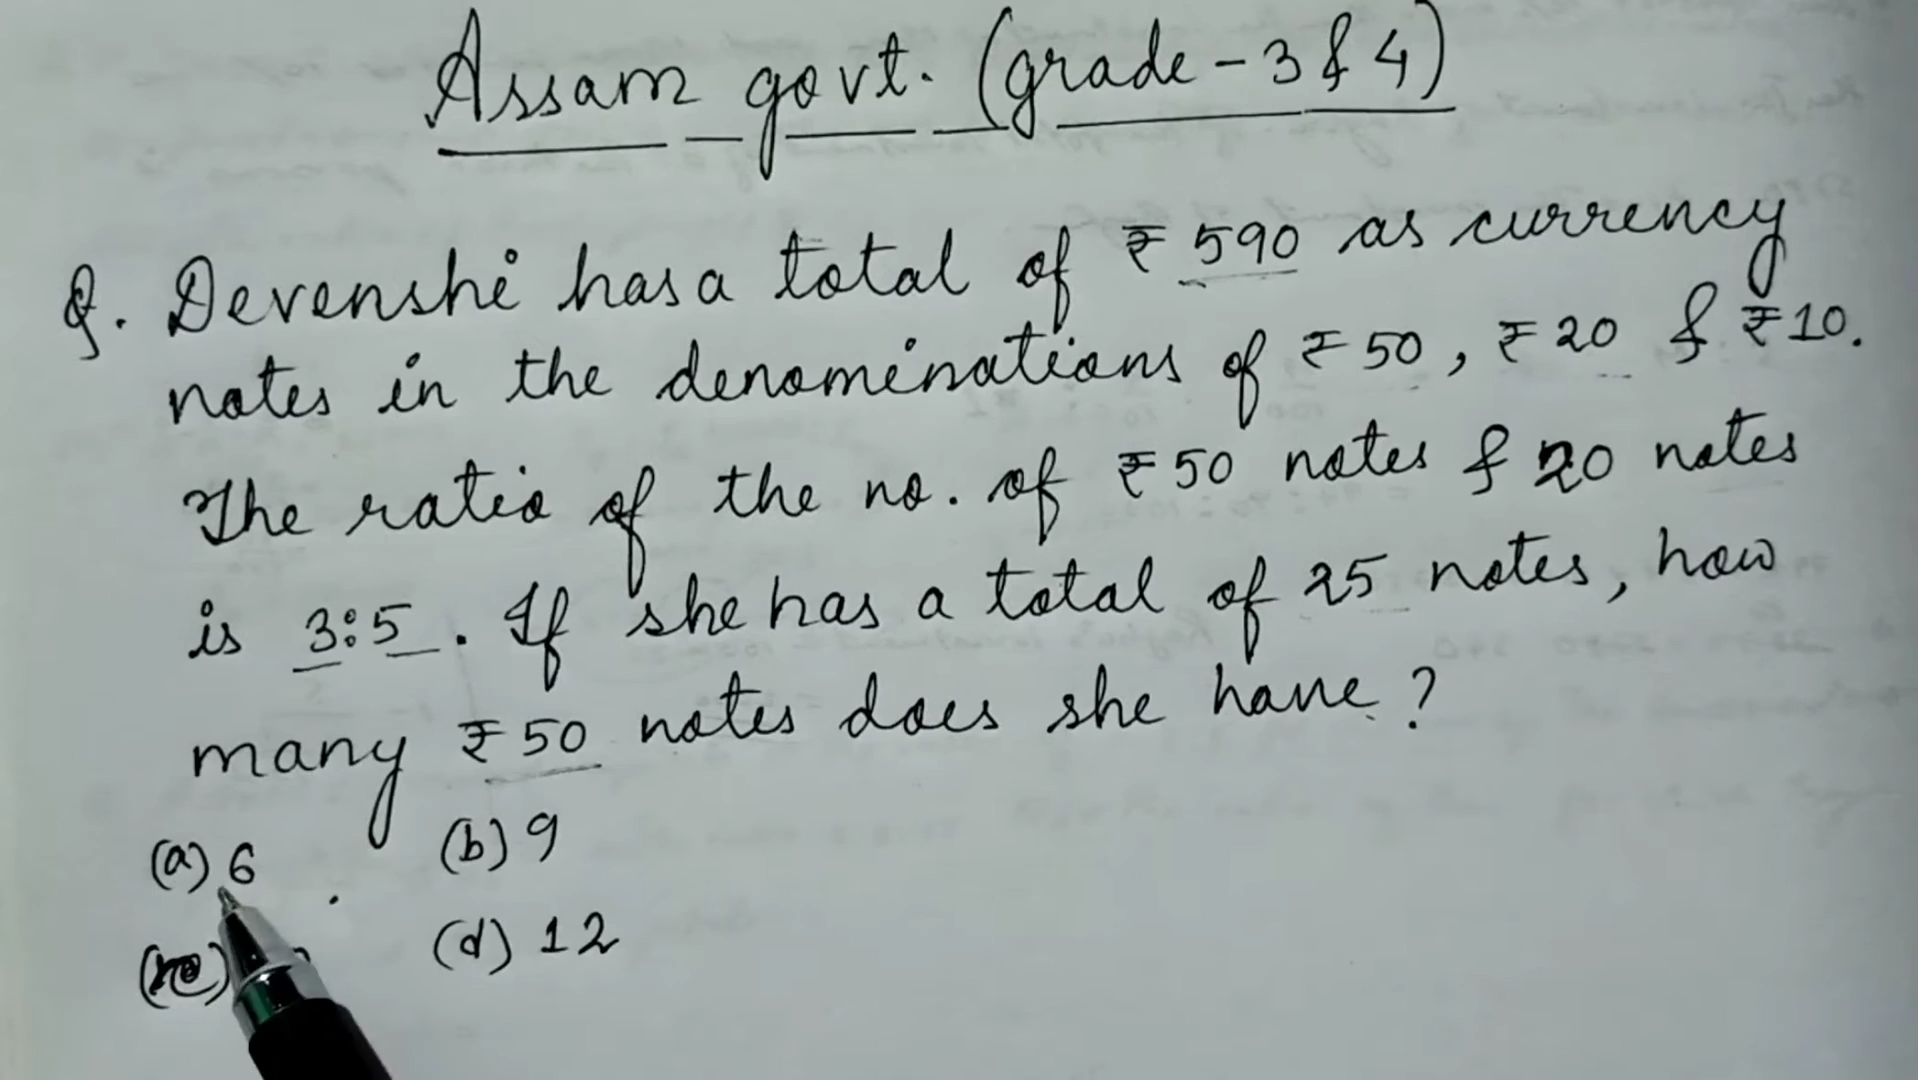 Assam govt. (grade - 3 & 4)
Q. Devenshi has a total of ₹ 590 as currency
notes in the denominations of ₹ 50, ₹ 20 & ₹ 10.
The ratio of the no. of ₹ 50 notes & 20 notes
is 3:5. If she has a total of 25 notes, how
many ₹ 50 notes does she have?
(a) 6 (b) 9
(d) 12